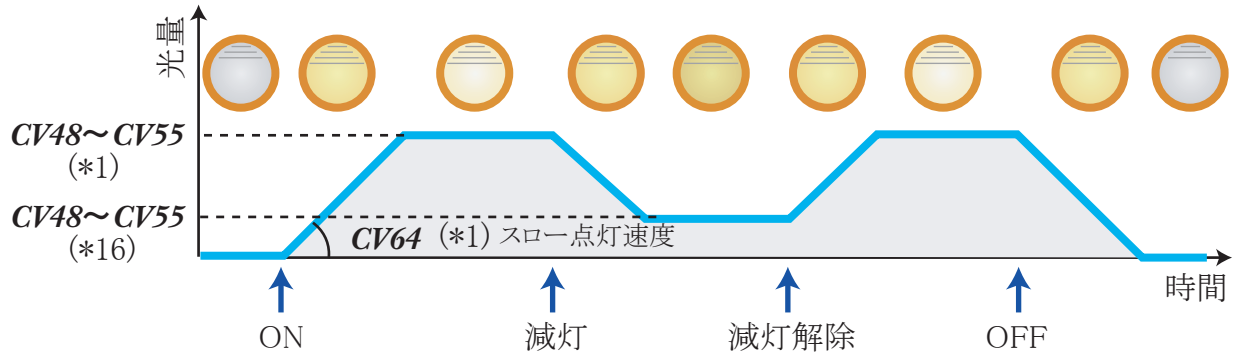 光量
CV48～CV55
(*1)
CV48～CV55
(*16)
CV64 (*1) スロー点灯速度
時間
ON
減灯
減灯解除
OFF